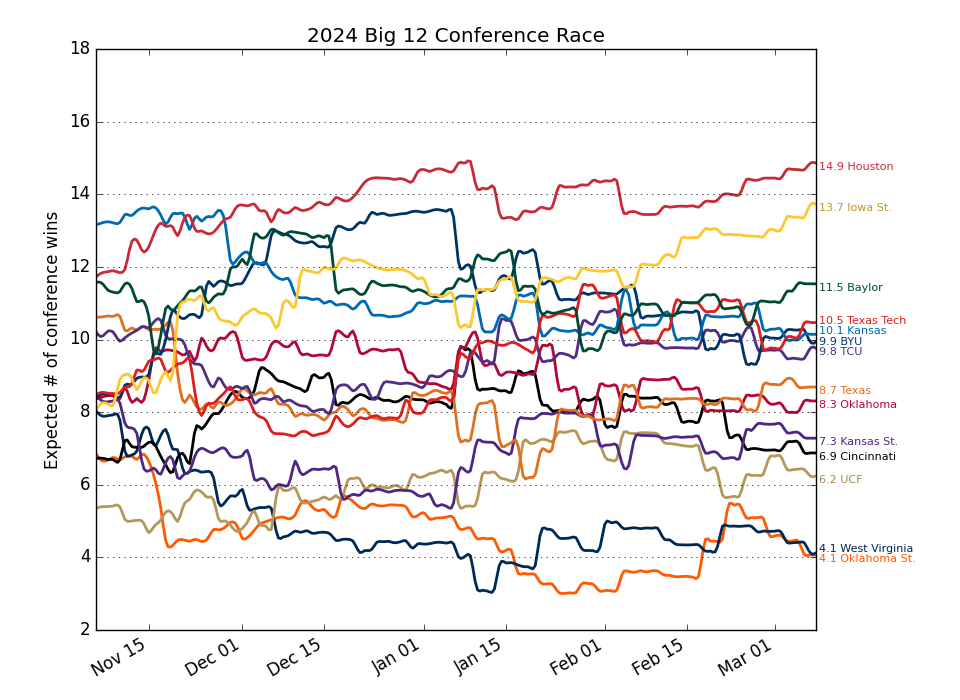 2024 Big 12 Conference Race
Expected # of conference wins
18
16
14
12
10
8
6
4
2
14.9 Houston
13.7 Iowa St.
11.5 Baylor
10.5 Texas Tech
10.1 Kansas
9.9 BYU
9.8 TCU
8.7 Texas
8.3 Oklahoma
7.3 Kansas St.
6.9 Cincinnati
6.2 UCF
4.1 West Virginia
4.1 Oklahoma St.
Nov 15
Dec 01
Dec 15
Jan 01
Jan 15
Feb 01
Feb 15
Mar 01